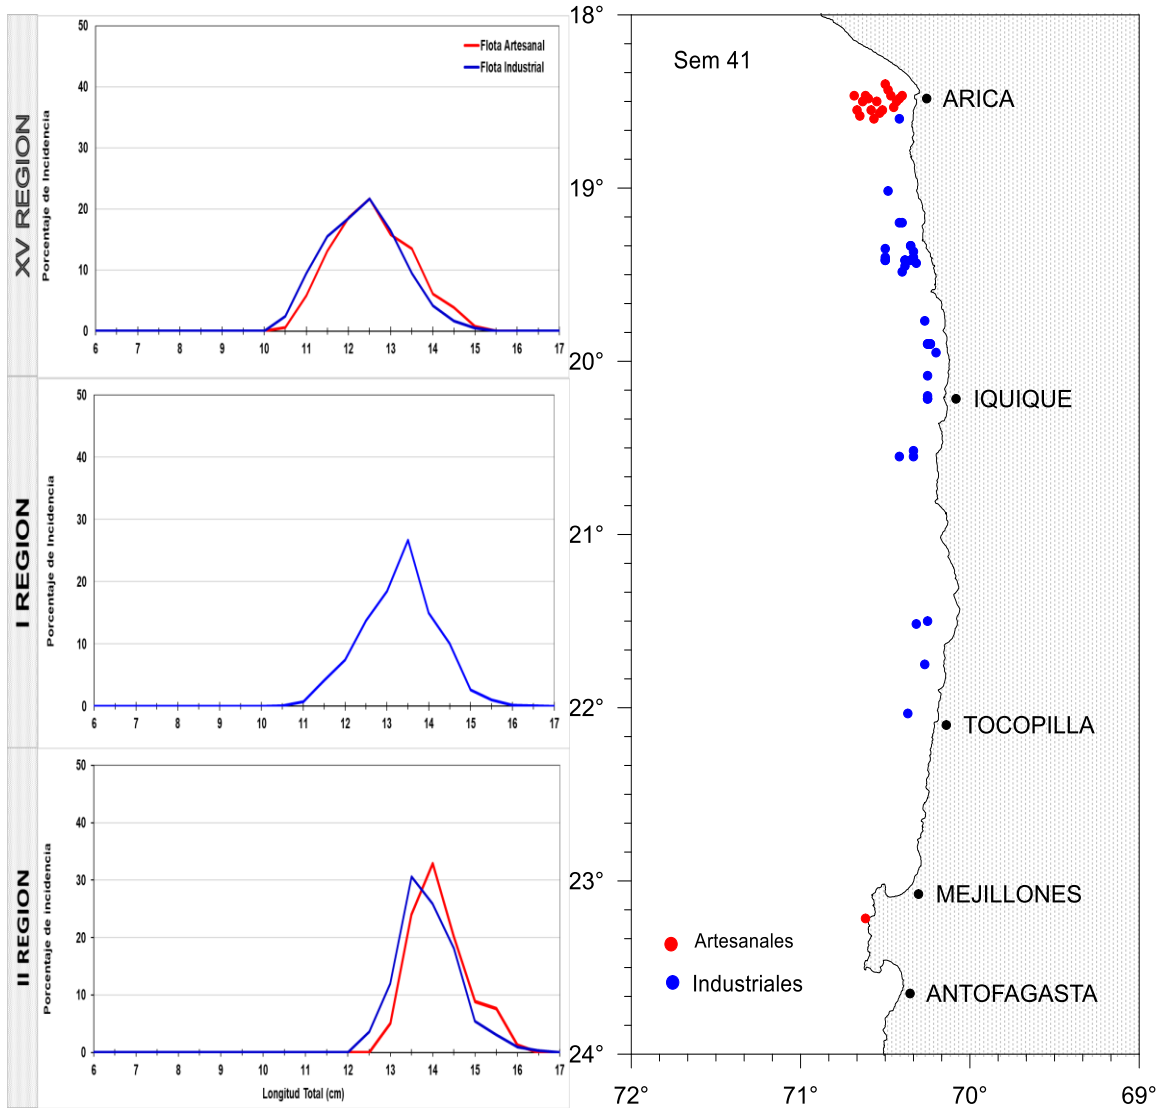 XV REGION
Porcentaje de Incidencia
50
40
30
20
10
0
Flota Artesanal
Flota Industrial
6 7 8 9 10 11 12 13 14 15 16 17
I REGION
Porcentaje de Incidencia
50
40
30
20
10
0
6 7 8 9 10 11 12 13 14 15 16 17
II REGION
Porcentaje de incidencia
50
40
30
20
10
0
6 7 8 9 10 11 12 13 14 15 16 17
Longitud Total (cm)
18°
19°
20°
21°
22°
23°
24°
Sem 41
ARICA
IQUIQUE
TOCOPILLA
MEJILLONES
ANTOFAGASTA
Artesanales
Industriales
72° 71° 70° 69°